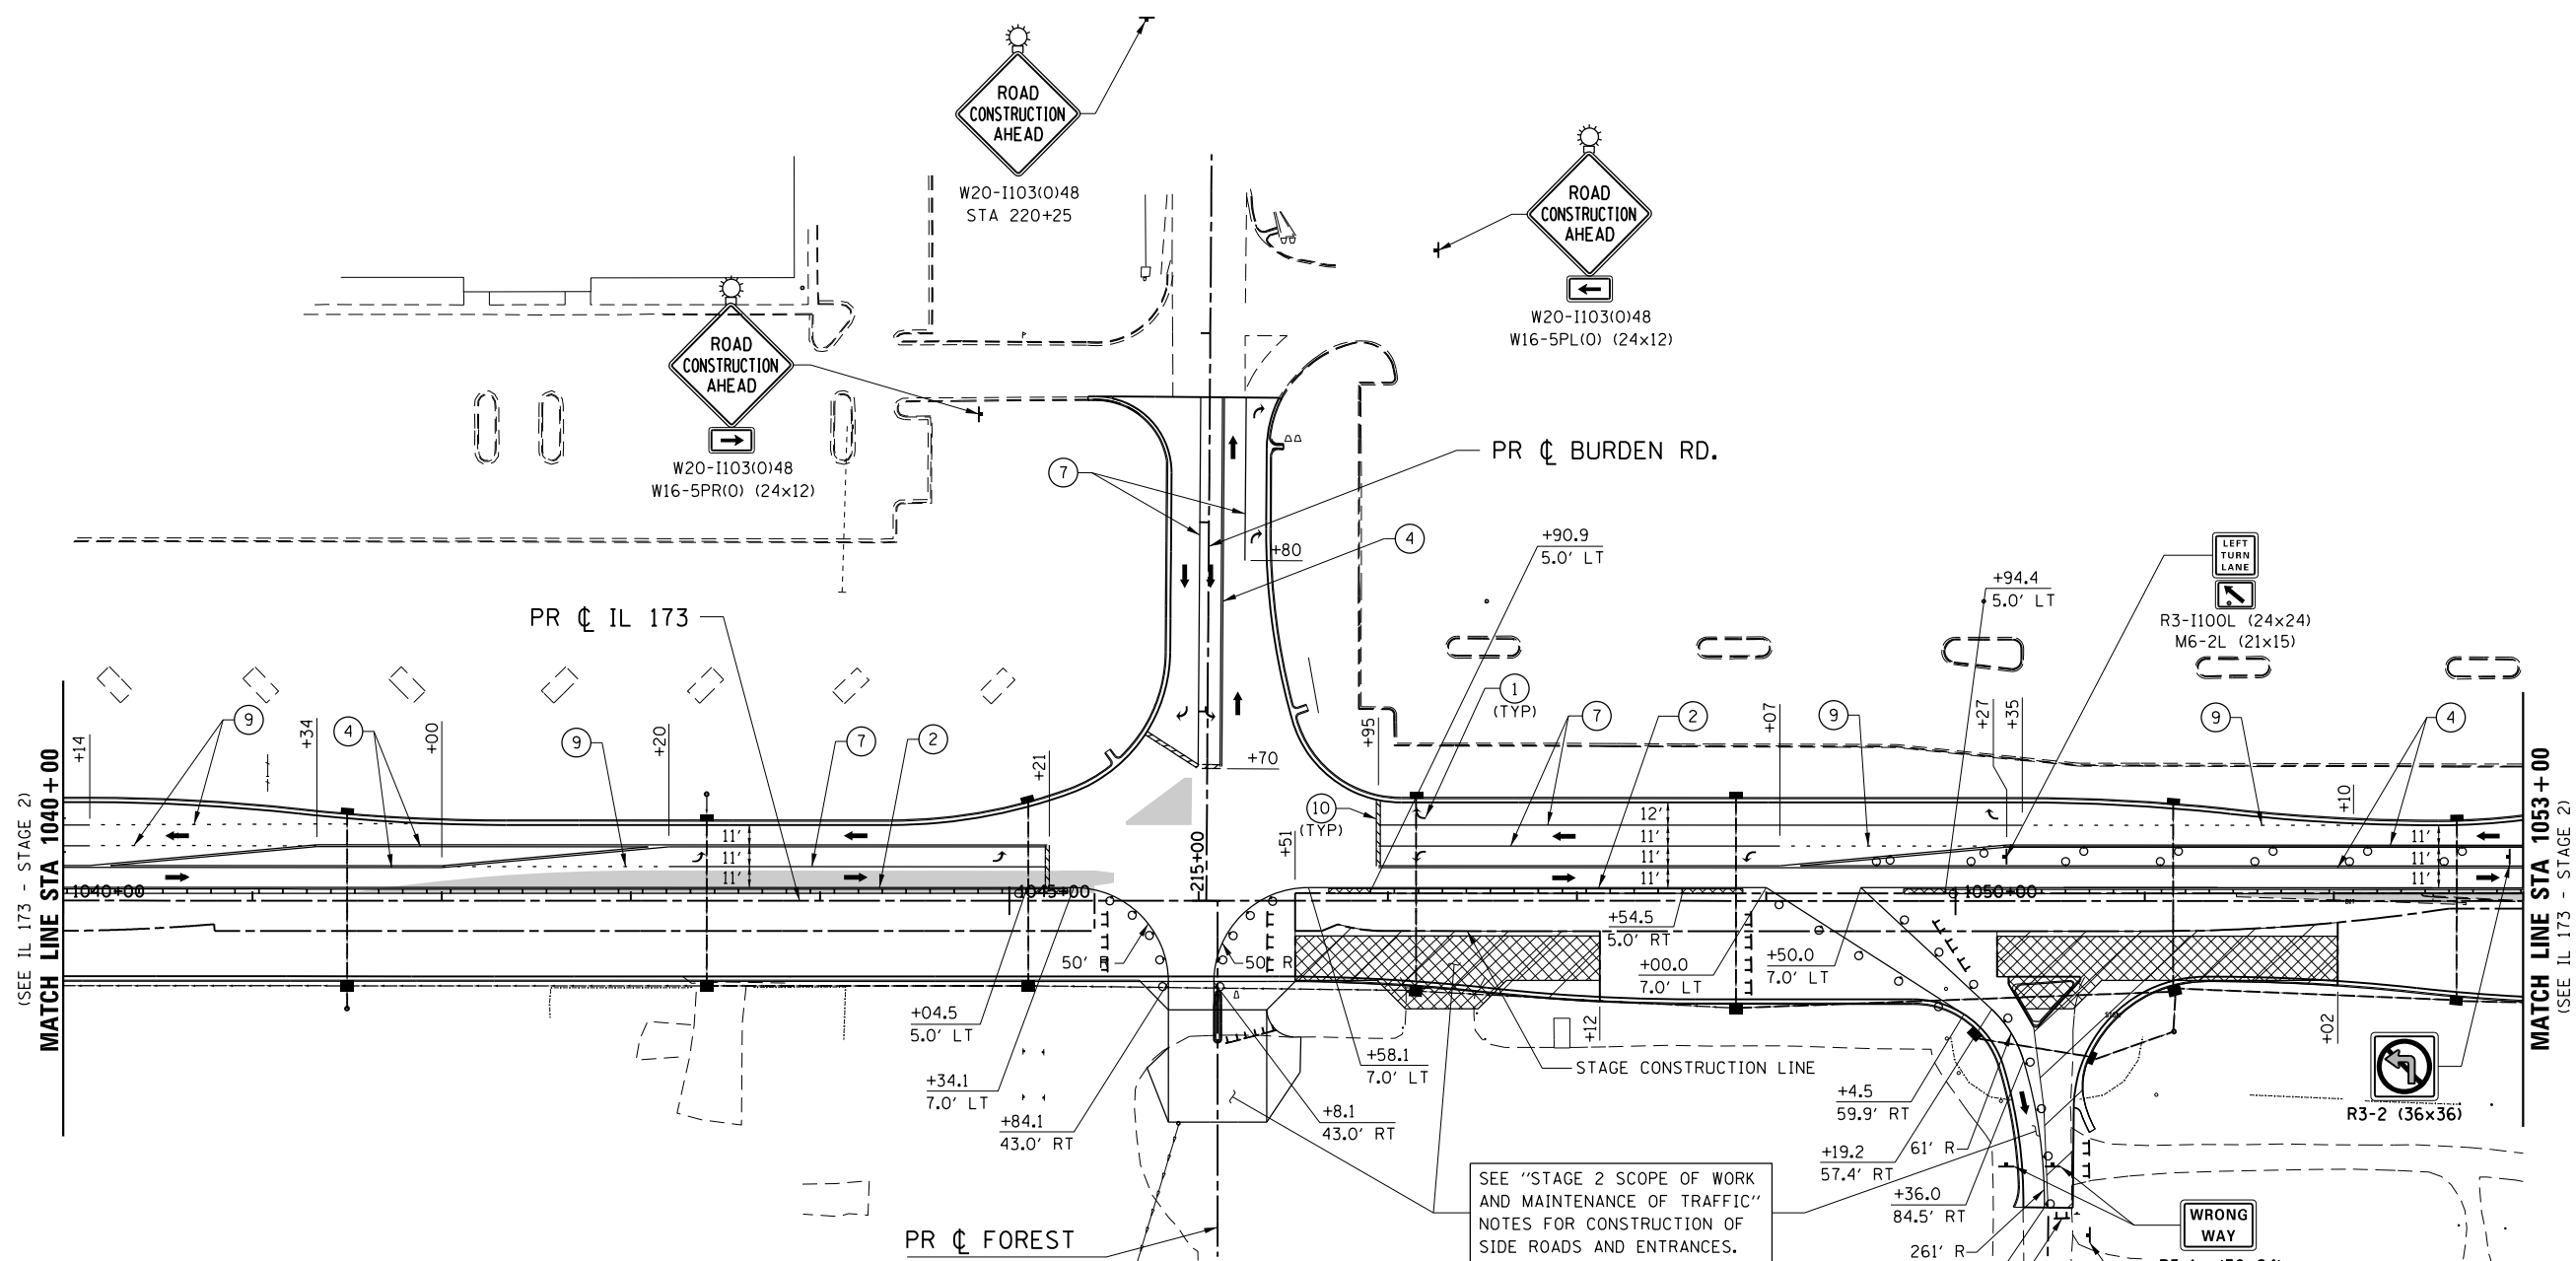 ROAD
CONSTRUCTION
AHEAD
W20-I103(O)48
STA 220+25
ROAD
CONSTRUCTION
AHEAD
W20-I103(O)48
W16-5PL(O) (24x12)
ROAD
CONSTRUCTION
AHEAD
W20-I103(O)48
W16-5PR(O) (24x12)
PR ℄ BURDEN RD.
7
4
+80
+90.9
5.0' LT
+94.4
5.0' LT
LEFT
TURN
LANE
R3-I100L (24x24)
M6-2L (21x15)
PR ℄ IL 173
1
(TYP)
9
4
9
7
2
7
2
9
9
4
+14
+34
+00
+20
+21
+70
+95
+07
+27
+35
+10
10
(TYP)
+51
12'
11'
11'
11'
11'
11'
11'
11'
11'
11'
(SEE IL 173 - STAGE 2)
MATCH LINE STA 1040+00
MATCH LINE STA 1053+00
(SEE IL 173 - STAGE 2)
1040+00
1045+00
215+00
1050+00
50' R
50' R
+54.5
5.0' RT
+00.0
7.0' LT
+50.0
7.0' LT
+04.5
5.0' LT
+34.1
7.0' LT
+84.1
43.0' RT
+8.1
43.0' RT
+58.1
7.0' LT
+12
+02
STAGE CONSTRUCTION LINE
+4.5
59.9' RT
+19.2
57.4' RT
61' R
+36.0
84.5' RT
261' R
R3-2 (36x36)
SEE "STAGE 2 SCOPE OF WORK
AND MAINTENANCE OF TRAFFIC"
NOTES FOR CONSTRUCTION OF
SIDE ROADS AND ENTRANCES.
PR ℄ FOREST
WRONG
WAY